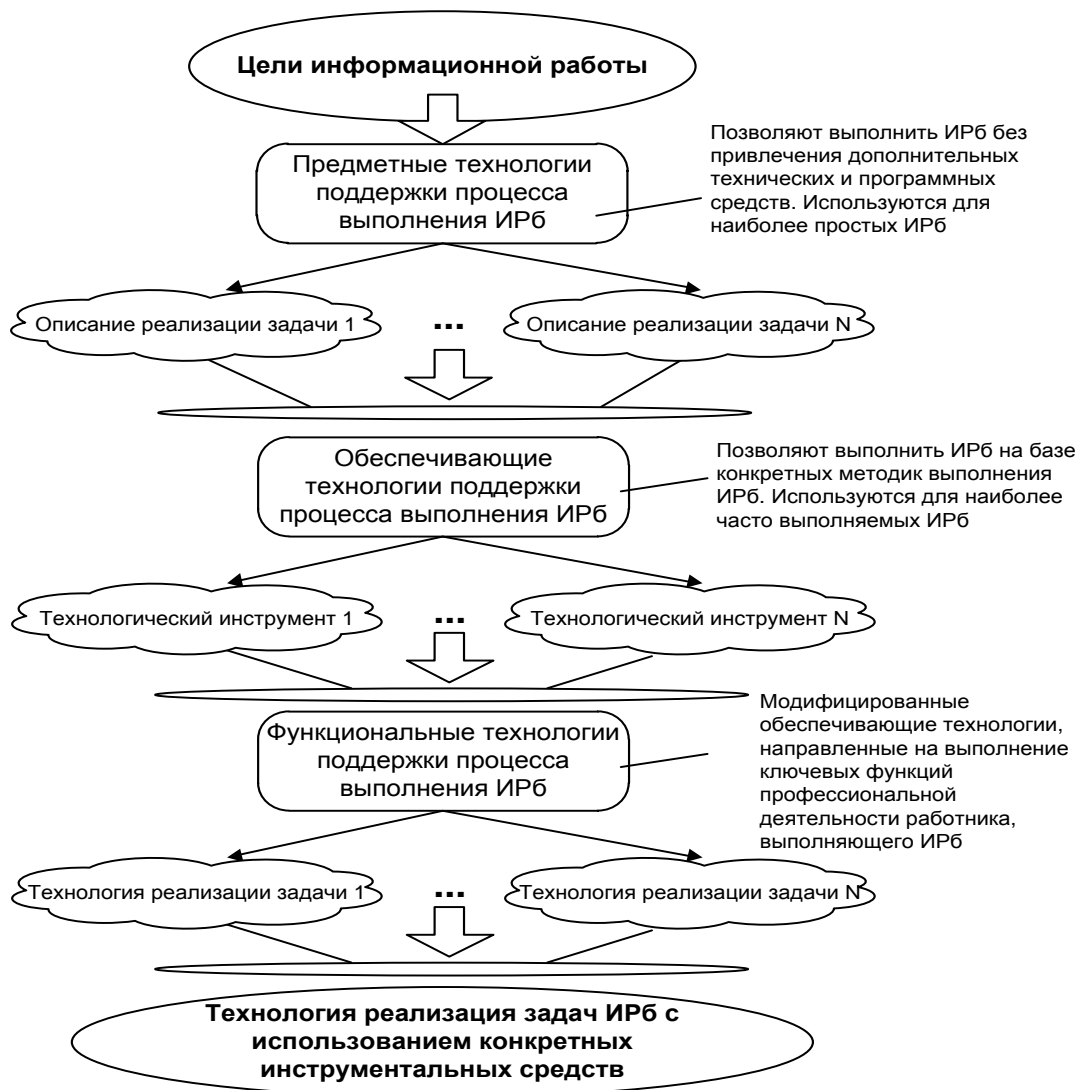 Цели информационной работы
Предметные технологии
поддержки процесса
выполнения ИРб
Позволяют выполнить ИРб без
привлечения дополнительных
технических и программных
средств. Используются для
наиболее простых ИРб
Описание реализации задачи 1
...
Описание реализации задачи N
Обеспечивающие
технологии поддержки
процесса выполнения ИРб
Позволяют выполнить ИРб на базе
конкретных методик выполнения
ИРб. Используются для наиболее
часто выполняемых ИРб
Технологический инструмент 1
...
Технологический инструмент N
Функциональные технологии
поддержки процесса
выполнения ИРб
Модифицированные
обеспечивающие технологии,
направленные на выполнение
ключевых функций
профессиональной
деятельности работника,
выполняющего ИРб
Технология реализации задачи 1
...
Технология реализации задачи N
Технология реализация задач ИРб с
использованием конкретных
инструментальных средств